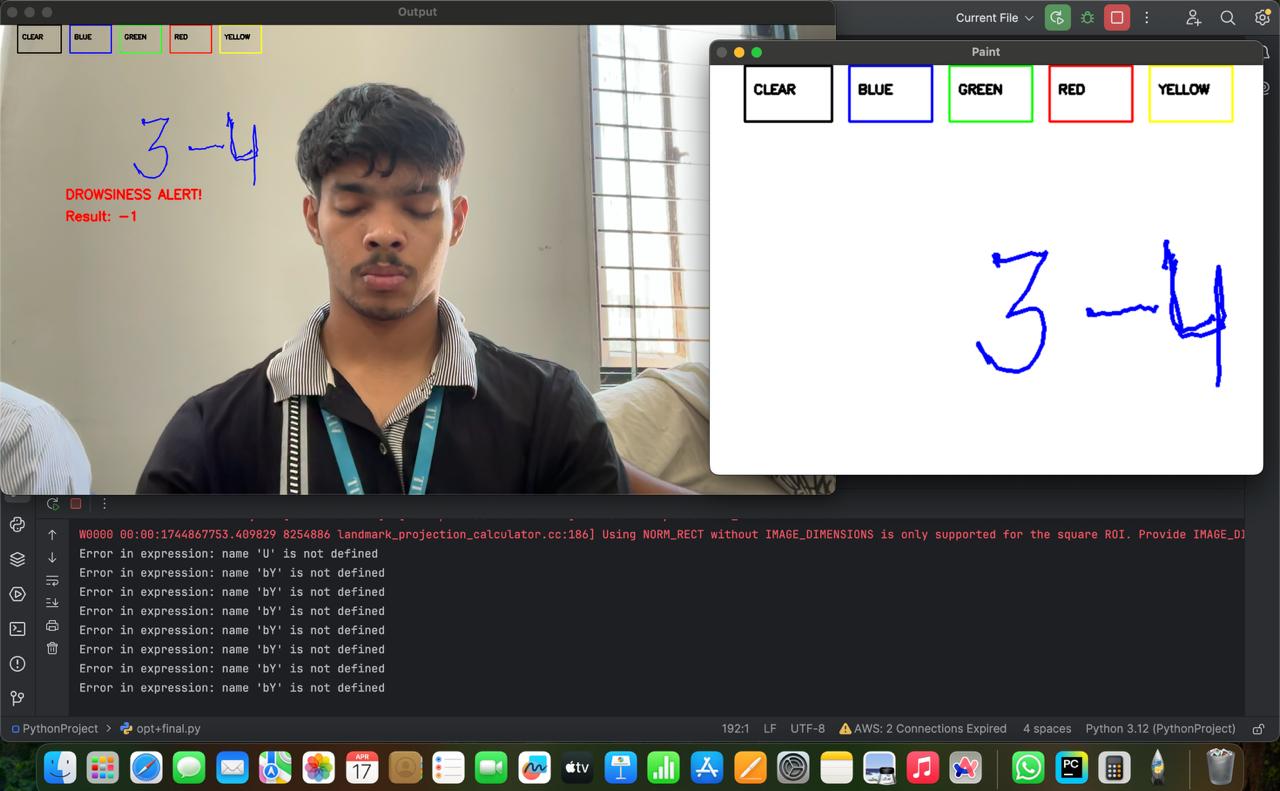 Output
CLEAR BLUE GREEN RED YELLOW
3-4
DROWSINESS ALERT!
Result: -1
Current File
Paint
CLEAR BLUE GREEN RED YELLOW
3-4
W0000 00:00:1744867753.409829 8254886 landmark_projection_calculator.cc:186] Using NORM_RECT without IMAGE_DIMENSIONS is only supported for the square ROI. Provide IMAGE_DI
Error in expression: name 'U' is not defined
Error in expression: name 'bY' is not defined
Error in expression: name 'bY' is not defined
Error in expression: name 'bY' is not defined
Error in expression: name 'bY' is not defined
Error in expression: name 'bY' is not defined
Error in expression: name 'bY' is not defined
Error in expression: name 'bY' is not defined
PythonProject > opt+final.py 192:1 LF UTF-8 AWS: 2 Connections Expired 4 spaces Python 3.12 (PythonProject)
APR
17
tv
PC